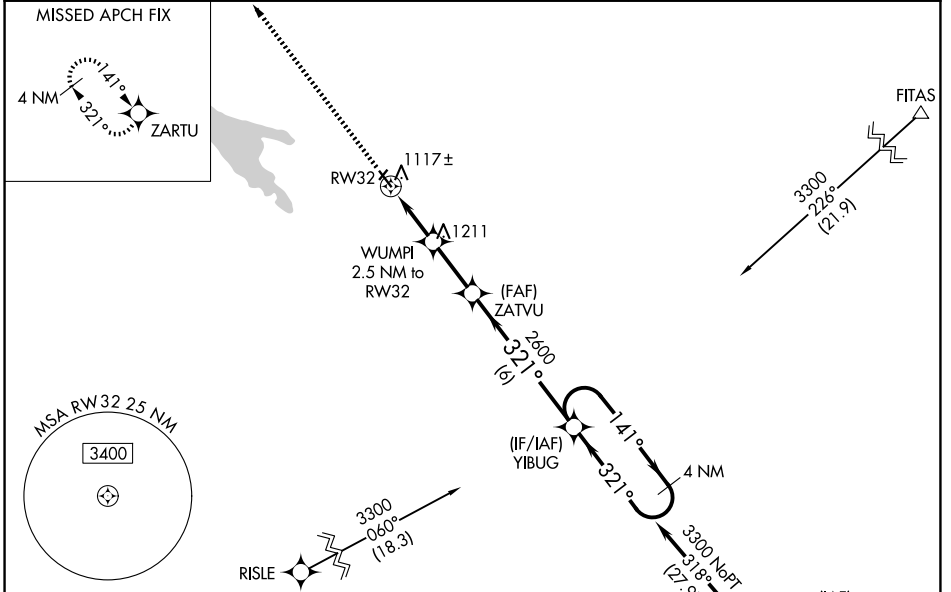 MISSED APCH FIX
4 NM
141°
321°
ZARTU
RW32
1117±
FITAS
3300
226°
(21.9)
1211
WUMPI
2.5 NM to
RW32
(FAF)
ZATVU
2600
321°
(6)
MSA RW32 25 NM
3400
(IF/IAF)
YIBUG
141°
321°
4 NM
3300
060°
(18.3)
RISLE
3300 NoPT
318°